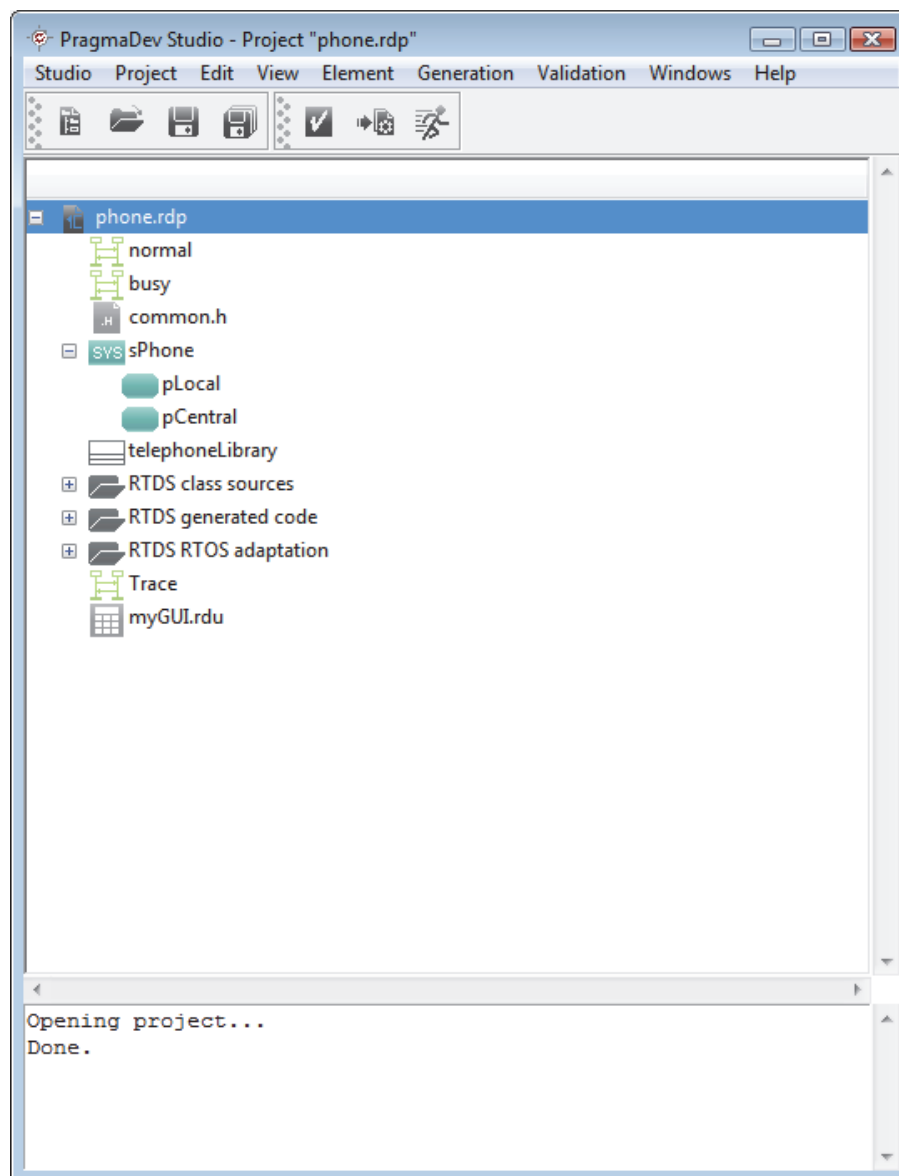 PragmaDev Studio - Project "phone.rdp"
Studio Project Edit View Element Generation Validation Windows Help
phone.rdp
normal
busy
.H common.h
SYS sPhone
pLocal
pCentral
telephoneLibrary
RTDS class sources
RTDS generated code
RTDS RTOS adaptation
Trace
myGUI.rdu
Opening project...
Done.